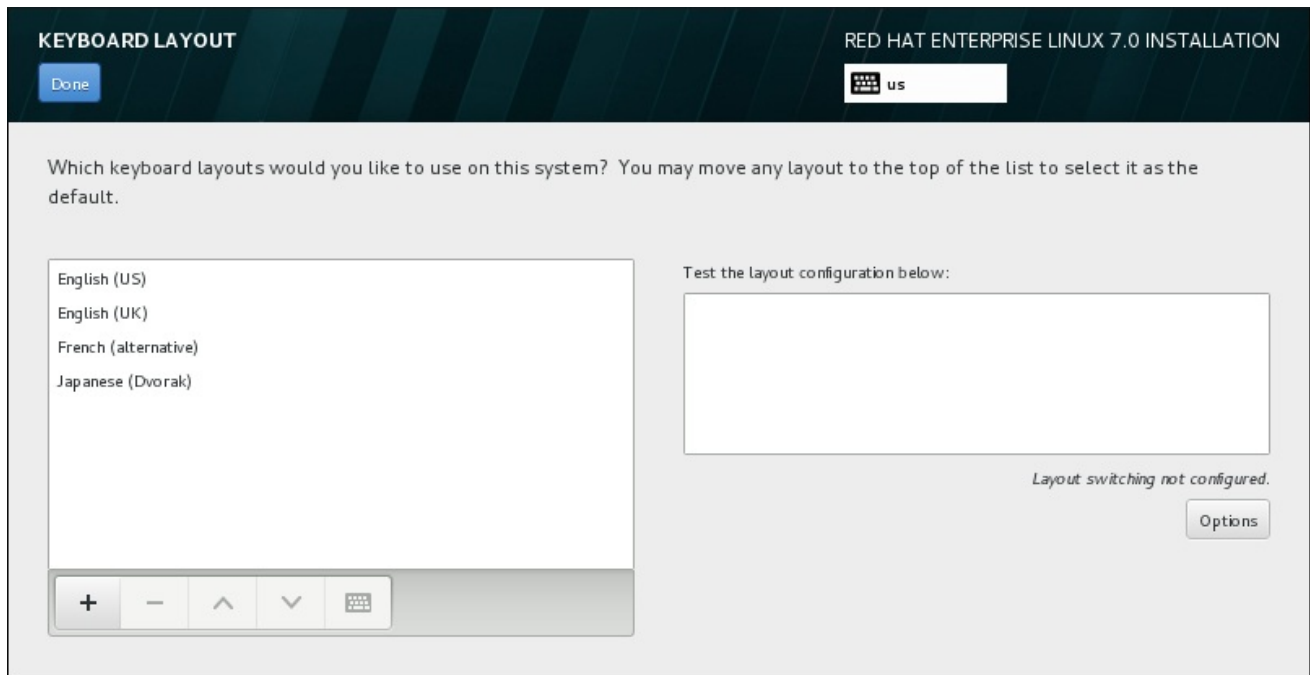 KEYBOARD LAYOUT
RED HAT ENTERPRISE LINUX 7.0 INSTALLATION
Done
us
Which keyboard layouts would you like to use on this system? You may move any layout to the top of the list to select it as the
default.
English (US)
English (UK)
French (alternative)
Japanese (Dvorak)
Test the layout configuration below:
Layout switching not configured.
Options